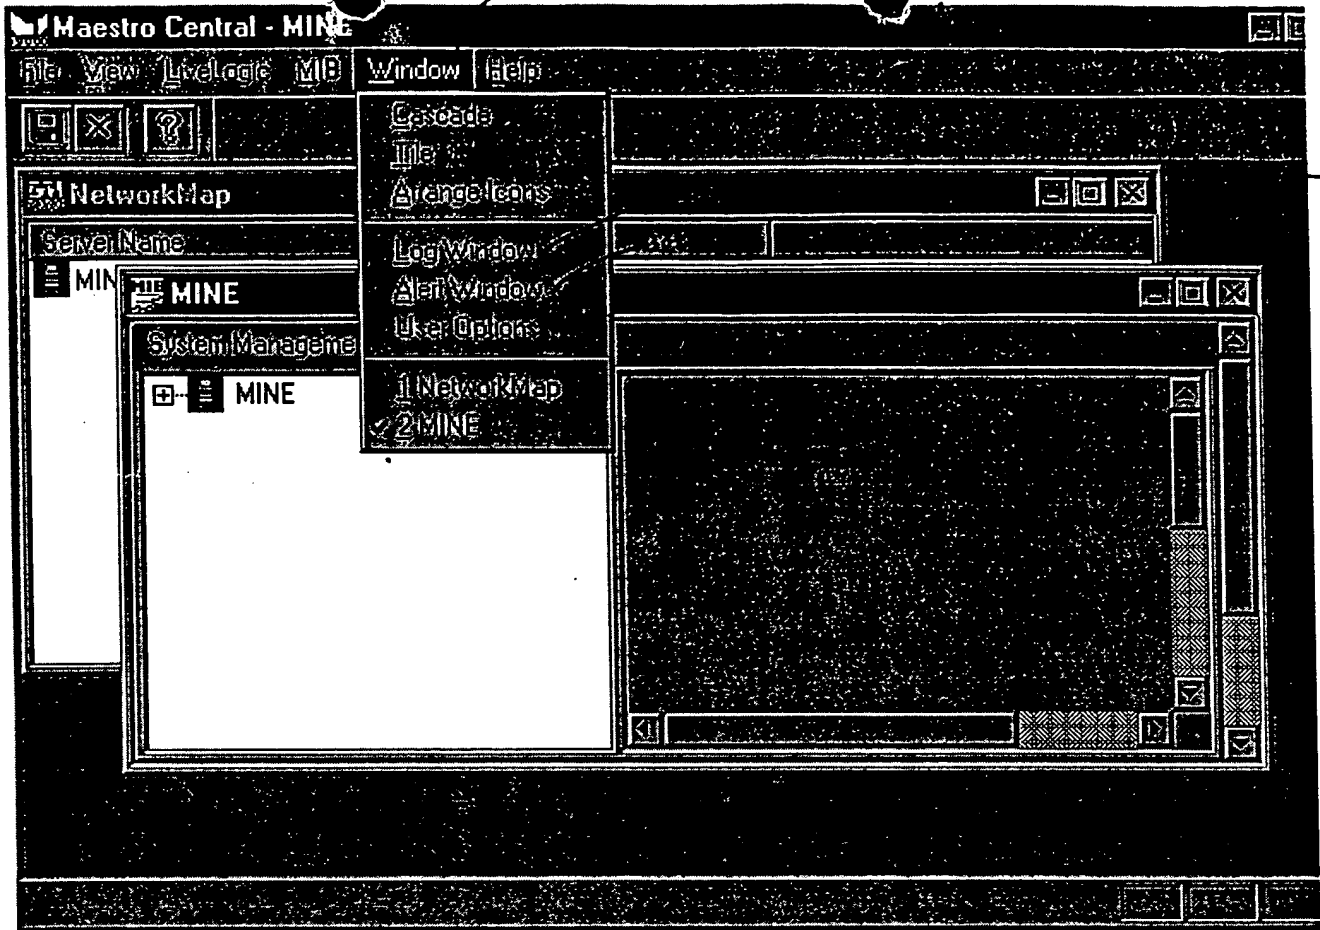 Maestro Central - MINE
File View LiveLogic MIB Window Help
Cascade
Tile
Arrange Icons
Log Window
Alert Window
User Options
1 NetworkMap
2 MINE
NetworkMap
Server Name
MIN
MINE
System Manageme
MINE